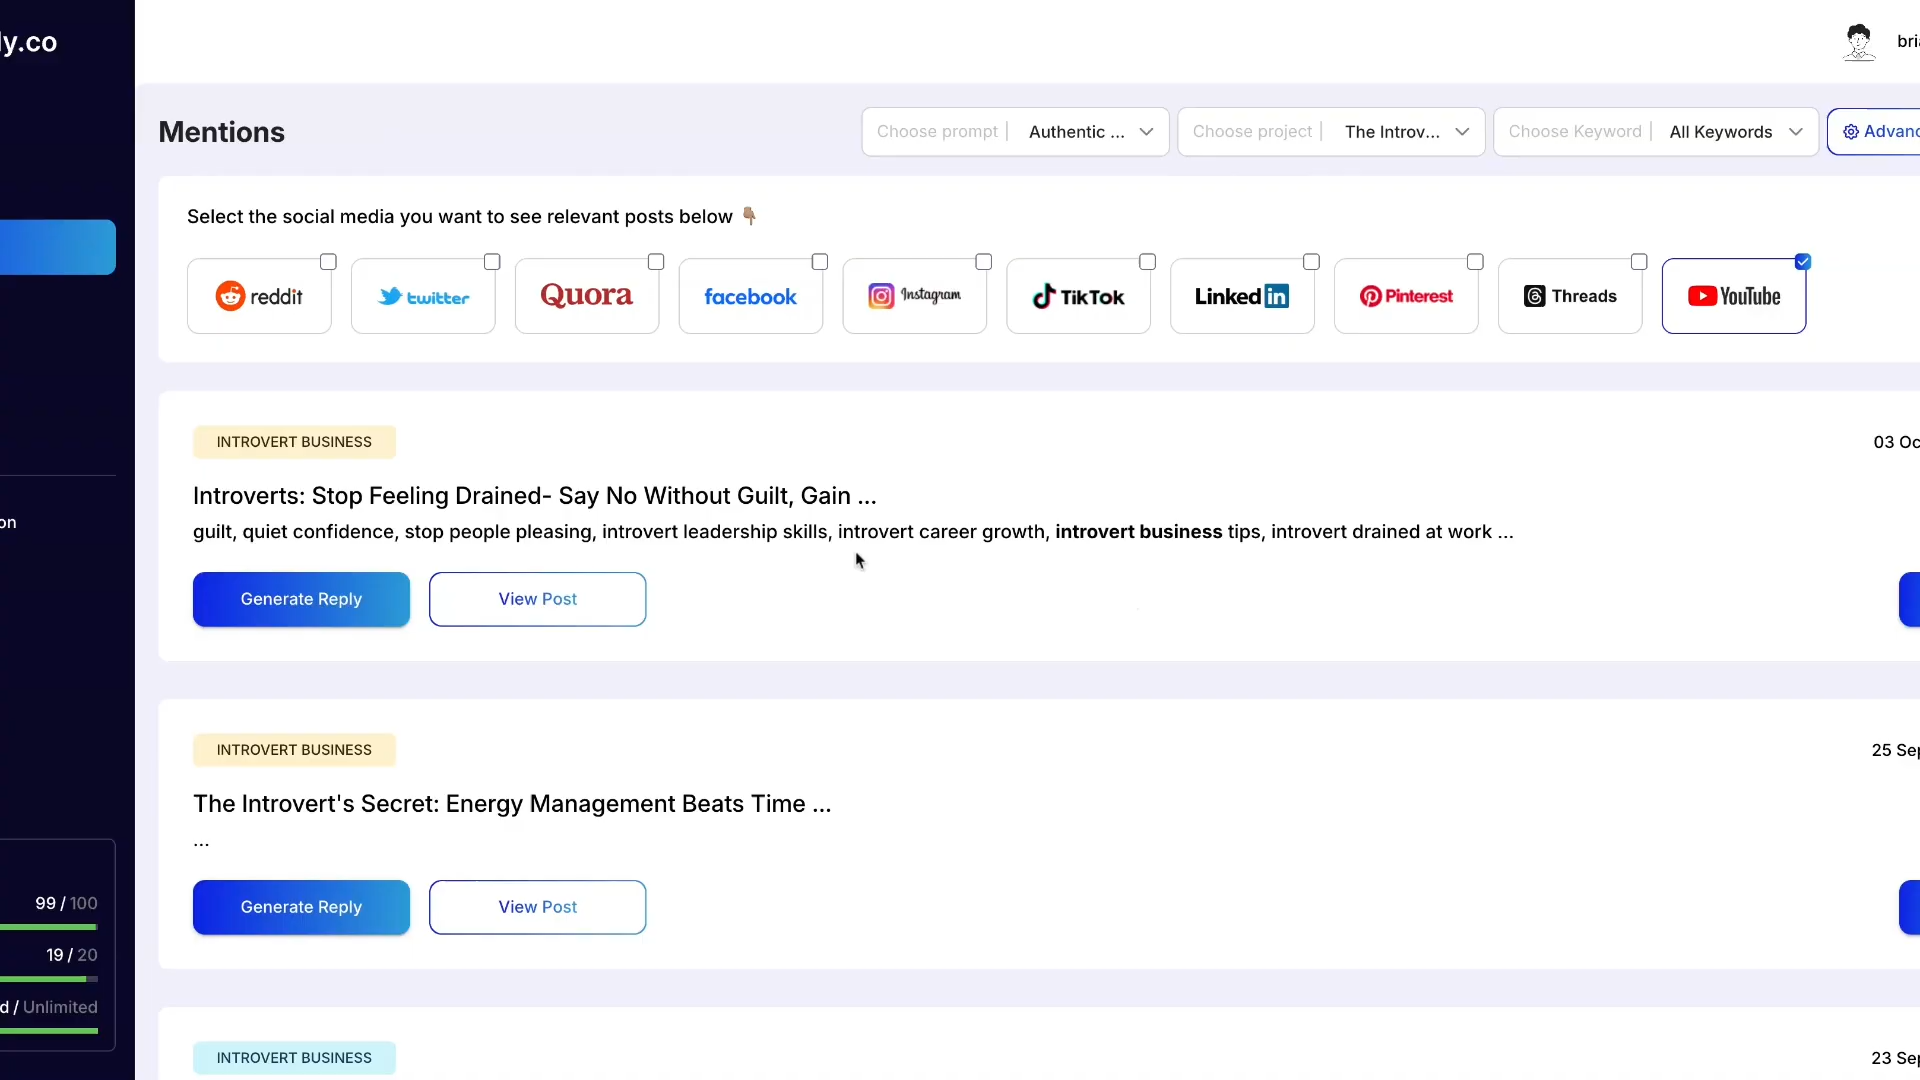 ly.co
bri
Mentions
Choose prompt | Authentic ...
Choose project | The Introv...
Choose Keyword | All Keywords
Advanc
Select the social media you want to see relevant posts below
reddit
twitter
Quora
facebook
Instagram
TikTok
Linkedin
Pinterest
Threads
YouTube
INTROVERT BUSINESS
03 Oc
Introverts: Stop Feeling Drained- Say No Without Guilt, Gain ...
guilt, quiet confidence, stop people pleasing, introvert leadership skills, introvert career growth, introvert business tips, introvert drained at work ...
on
Generate Reply
View Post
INTROVERT BUSINESS
25 Sep
The Introvert's Secret: Energy Management Beats Time ...
...
Generate Reply
View Post
99 / 100
19 / 20
d / Unlimited
INTROVERT BUSINESS
23 Sep